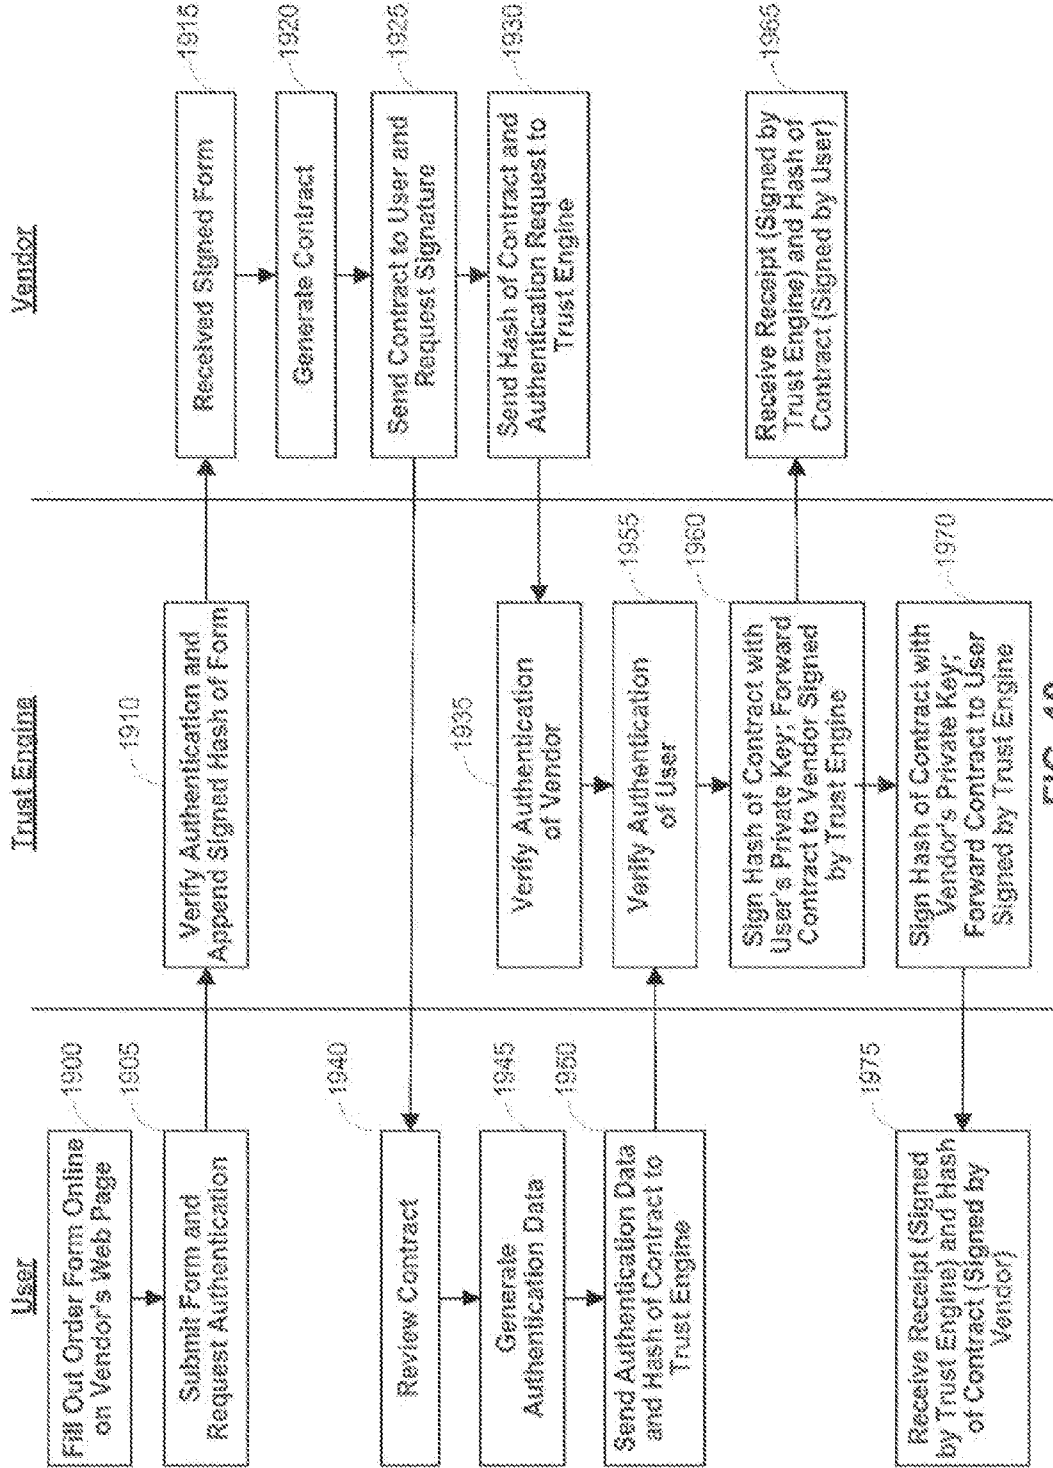 User
Trust Engine
Vendor
Fill Out Order Form Online
on Vendor's Web Page
1900
Submit Form and
Request Authentication
1905
Verify Authentication and
Append Signed Hash of Form
1910
Received Signed Form
1915
Generate Contract
1920
Send Contract to User and
Request Signature
1925
Send Hash of Contract and
Authentication Request to
Trust Engine
1930
Verify Authentication
of Vendor
1935
Review Contract
1940
Generate
Authentication Data
1945
Send Authentication Data
and Hash of Contract to
Trust Engine
1950
Verify Authentication
of User
1955
Sign Hash of Contract with
User's Private Key; Forward
Contract to Vendor Signed
by Trust Engine
1960
Receive Receipt (Signed by
Trust Engine) and Hash of
Contract (Signed by User)
1965
Sign Hash of Contract with
Vendor's Private Key;
Forward Contract to User
Signed by Trust Engine
1970
Receive Receipt (Signed
by Trust Engine) and Hash
of Contract (Signed by
Vendor)
1975